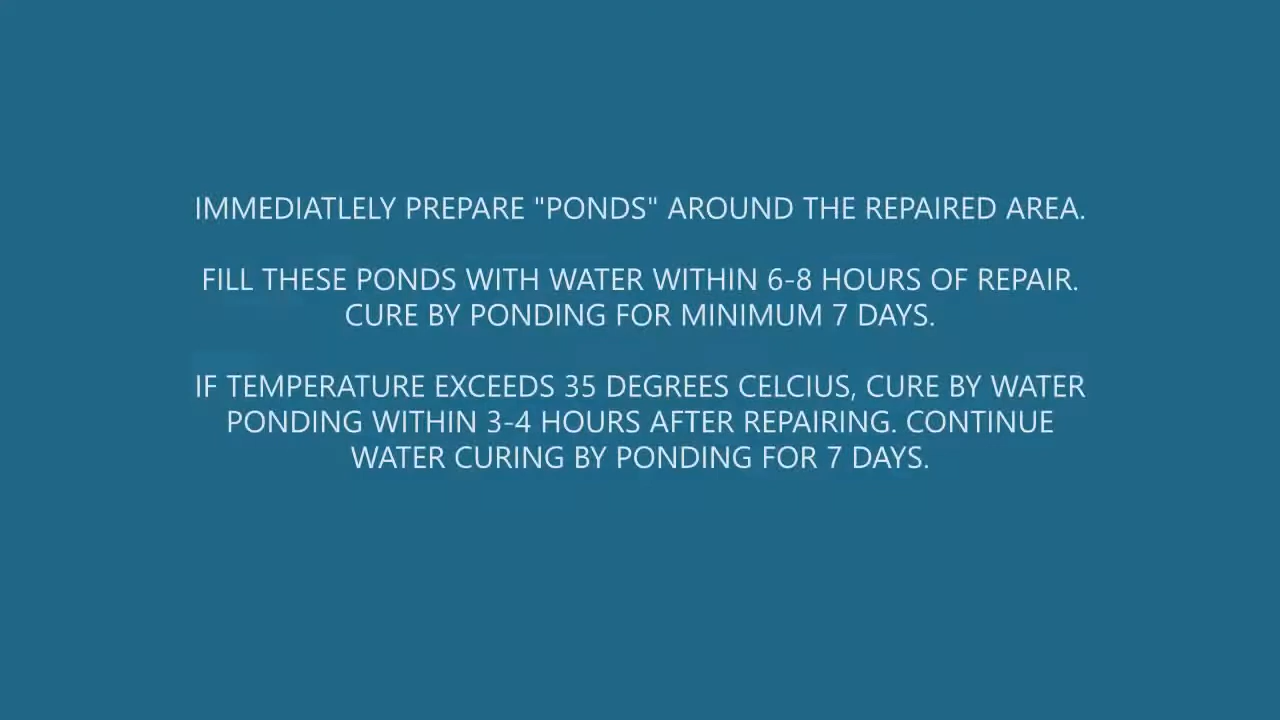 IMMEDIATLELY PREPARE "PONDS" AROUND THE REPAIRED AREA.
FILL THESE PONDS WITH WATER WITHIN 6-8 HOURS OF REPAIR.
CURE BY PONDING FOR MINIMUM 7 DAYS.
IF TEMPERATURE EXCEEDS 35 DEGREES CELCIUS, CURE BY WATER
PONDING WITHIN 3-4 HOURS AFTER REPAIRING. CONTINUE
WATER CURING BY PONDING FOR 7 DAYS.